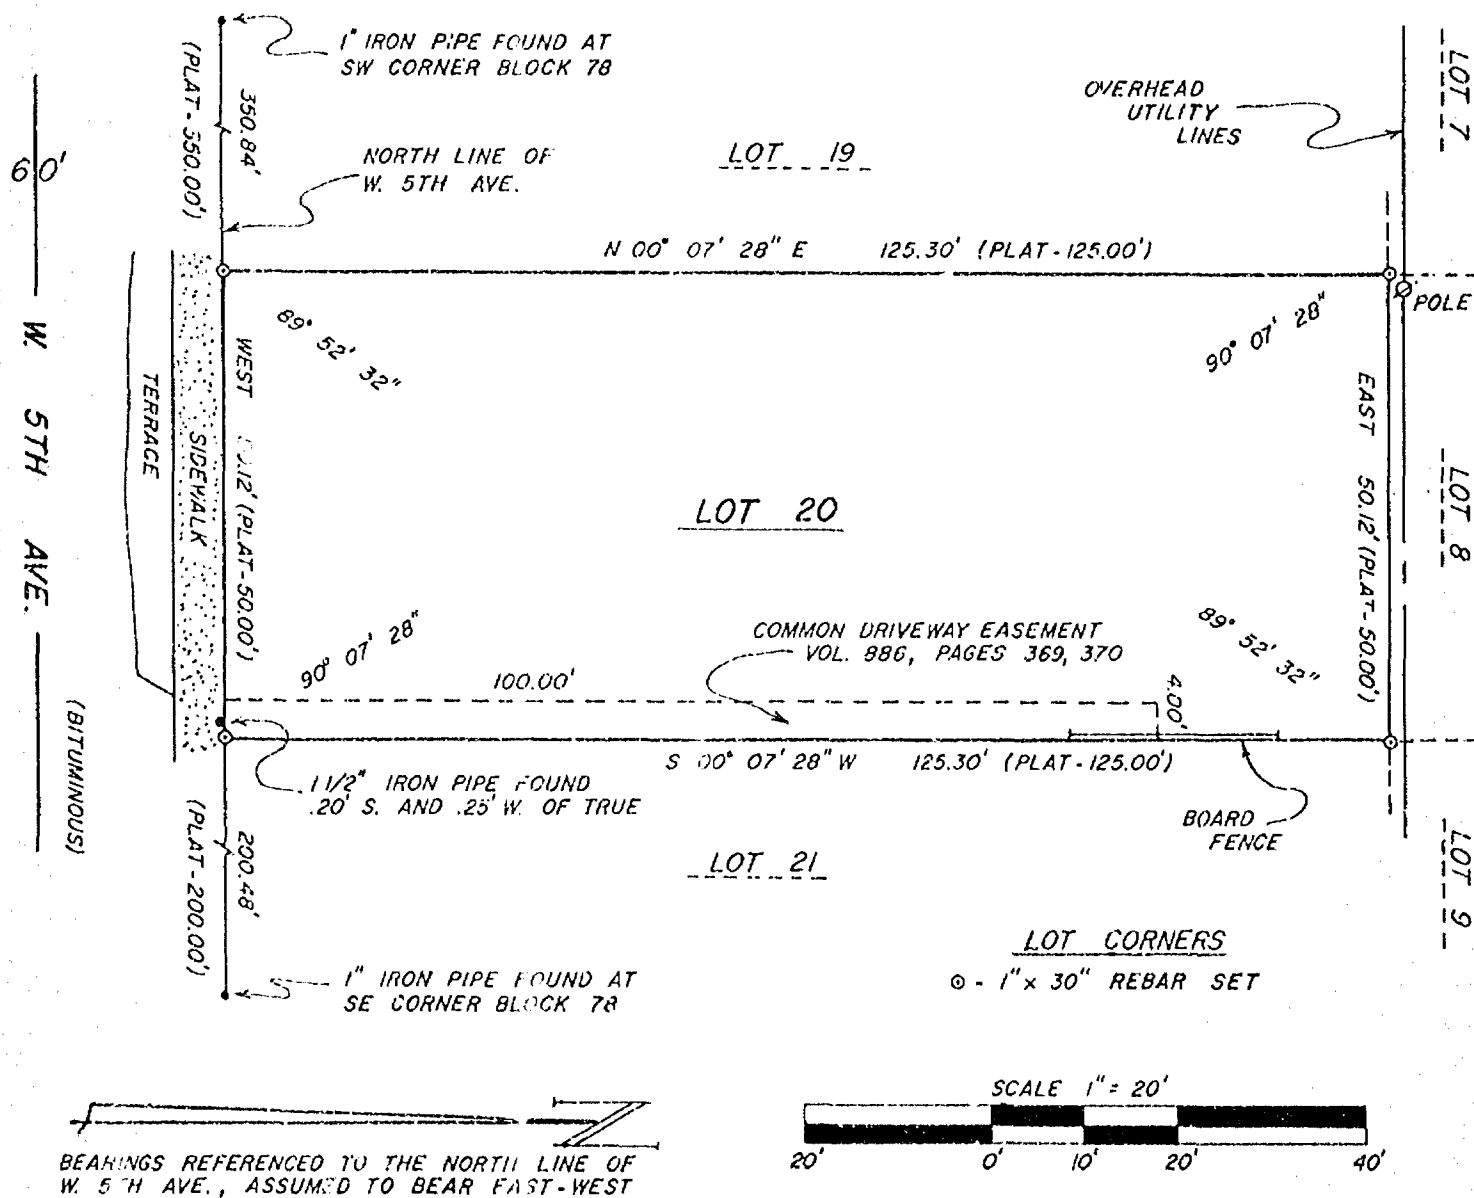 1" IRON PIPE FOUND AT
SW CORNER BLOCK 78
350.84'
(PLAT-550.00')
60'
NORTH LINE OF
W. 5TH AVE.
LOT 19
OVERHEAD
UTILITY
LINES
LOT 7
N 00° 07' 28" E 125.30' (PLAT-125.00')
POLE
89° 52' 32"
90° 07' 28"
W. 5TH AVE.
TERRACE
SIDEWALK
WEST (PLAT-50.00')
EAST 50.12' (PLAT-50.00')
LOT 20
LOT 8
90° 07' 28"
89° 52' 32"
COMMON DRIVEWAY EASEMENT
VOL. 886, PAGES 369, 370
100.00'
4.00'
S 00° 07' 28" W 125.30' (PLAT-125.00')
(BITUMINOUS)
1 1/2" IRON PIPE FOUND
.20' S. AND .25' W. OF TRUE
BOARD
FENCE
200.48'
(PLAT-200.00')
LOT 21
LOT 9
LOT CORNERS
⊙ - 1" x 30" REBAR SET
1" IRON PIPE FOUND AT
SE CORNER BLOCK 78
SCALE 1" = 20'
20' 0' 10' 20' 40'
BEARINGS REFERENCED TO THE NORTH LINE OF
W. 5TH AVE., ASSUMED TO BEAR EAST-WEST